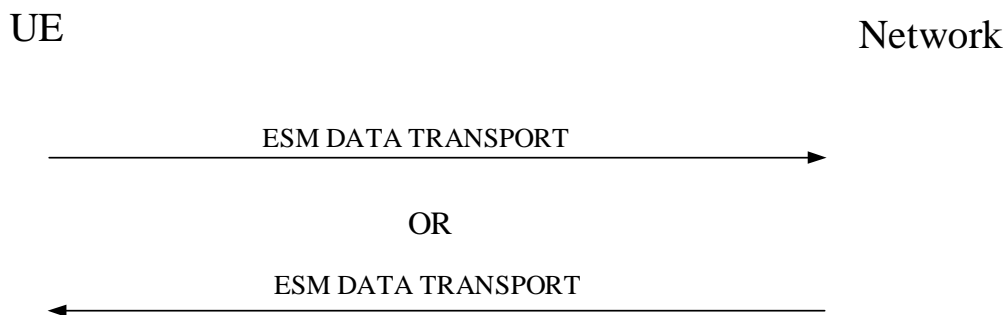 UE
Network
ESM DATA TRANSPORT
OR
ESM DATA TRANSPORT